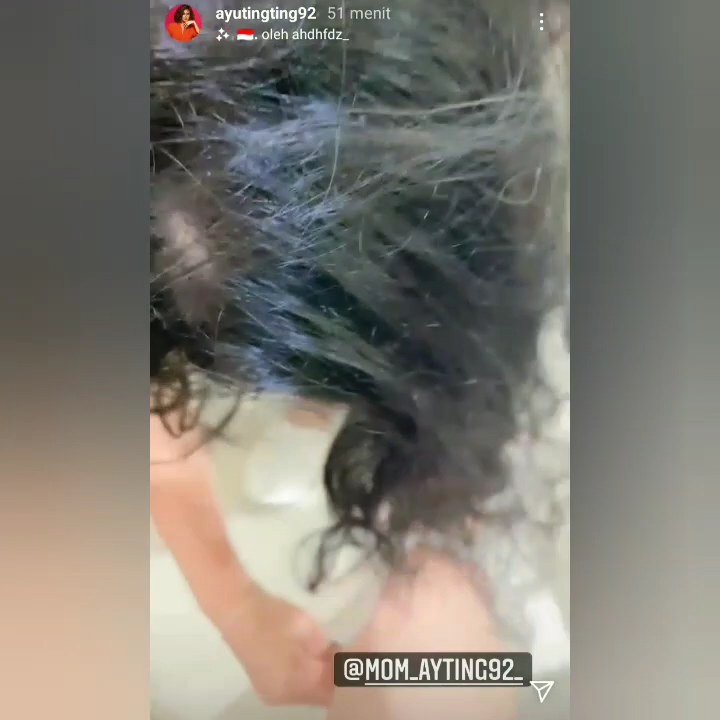 ayutingting92 51 menit
✨ 🇮🇩. oleh ahdhfdz_
@MOM_AYTING92_